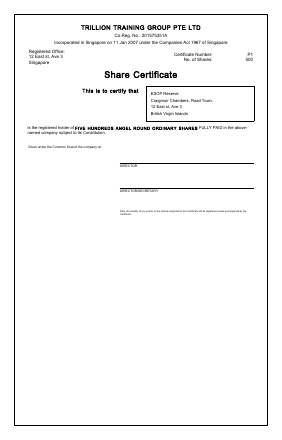 TRILLION TRAINING GROUP PTE LTD
Co.Reg. No.: 201575301/A
Incorporated in Singapore on 11 Jan 2007 under the Companies Act 1967 of Singapore
Registered Office:
12 East st, Ave 3
Singapore
Certificate Number: P1
No. of Shares: 500
Share Certificate
This is to certify that
ESOP Reserve
Craigmuir Chambers, Road Town,
12 East st, Ave 3
British Virgin Islands
is the registered holder of FIVE HUNDREDS ANGEL ROUND ORDINARY SHARES FULLY PAID in the above-
named company subject to its Constitution.
Given under the Common Seal of the company on
DIRECTOR
DIRECTOR/SECRETARY